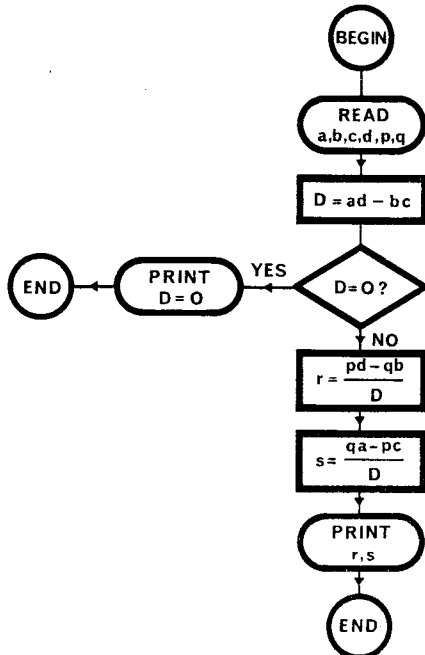 BEGIN
READ
a,b,c,d,p,q
D = ad - bc
D=O?
YES
PRINT
D=O
END
NO
r= pd-qb
D
s= qa-pc
D
PRINT
r,s
END